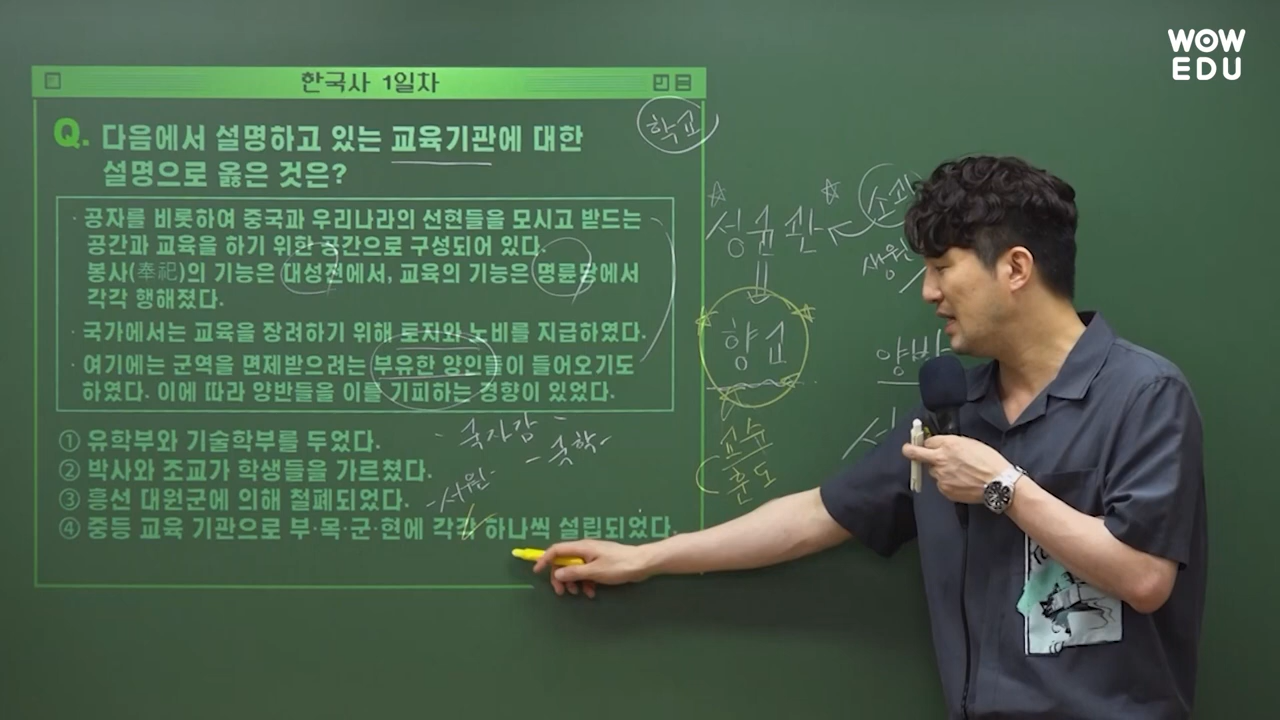 WOW
EDU
한국사 1일차
학교
Q. 다음에서 설명하고 있는 교육기관에 대한
설명으로 옳은 것은?
· 공자를 비롯하여 중국과 우리나라의 선현들을 모시고 받드는
공간과 교육을 하기 위한 공간으로 구성되어 있다.
봉사(奉祀)의 기능은 대성전에서, 교육의 기능은 명륜당에서
각각 행해졌다.
· 국가에서는 교육을 장려하기 위해 토지와 노비를 지급하였다.
· 여기에는 군역을 면제받으려는 부유한 양인들이 들어오기도
하였다. 이에 따라 양반들을 이를 기피하는 경향이 있었다.
① 유학부와 기술학부를 두었다.
② 박사와 조교가 학생들을 가르쳤다.
③ 흥선 대원군에 의해 철폐되었다.
④ 중등 교육 기관으로 부·목·군·현에 각각 하나씩 설립되었다.
- 국자감 -
- 국학 -
- 서원 -
성균관
소과
생원
향교
양반
교수
훈도